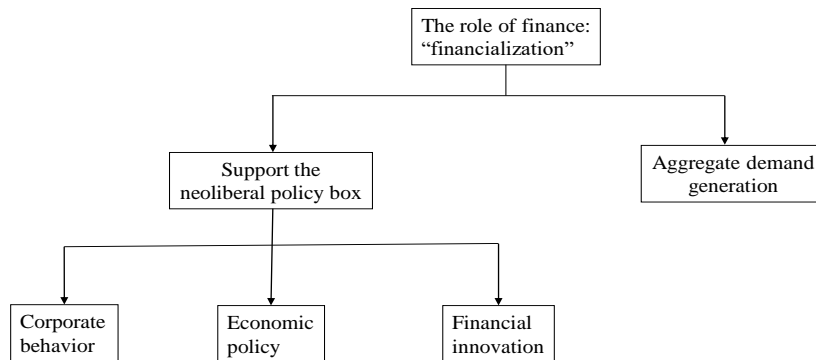 The role of finance:
“financialization”
Support the
neoliberal policy box
Aggregate demand
generation
Corporate
behavior
Economic
policy
Financial
innovation